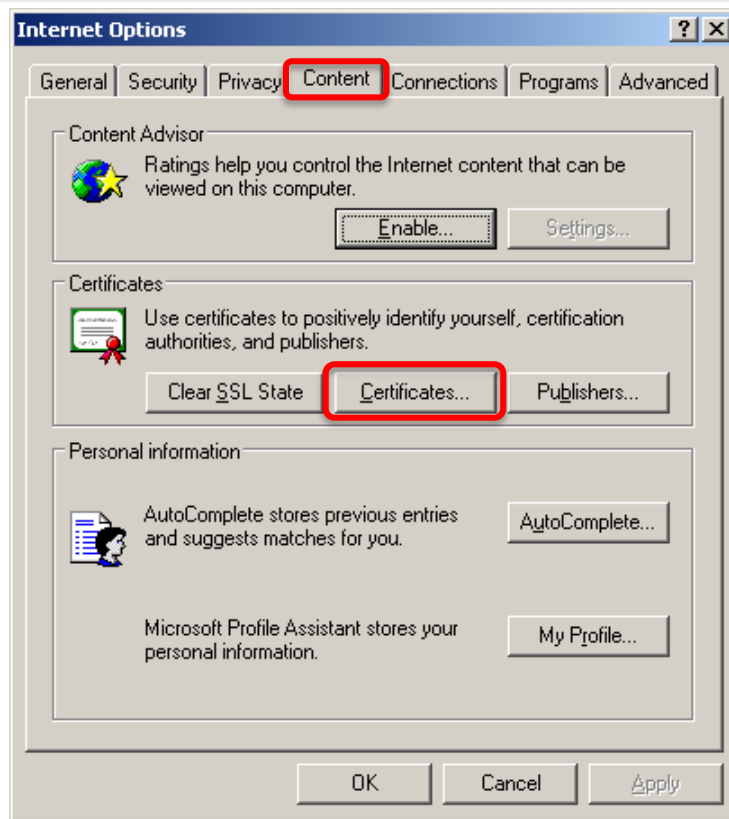 Internet Options
General Security Privacy Content Connections Programs Advanced
Content Advisor
Ratings help you control the Internet content that can be
viewed on this computer.
Enable... Settings...
Certificates
Use certificates to positively identify yourself, certification
authorities, and publishers.
Clear SSL State Certificates... Publishers...
Personal information
AutoComplete stores previous entries
and suggests matches for you.
AutoComplete...
Microsoft Profile Assistant stores your
personal information.
My Profile...
OK Cancel Apply